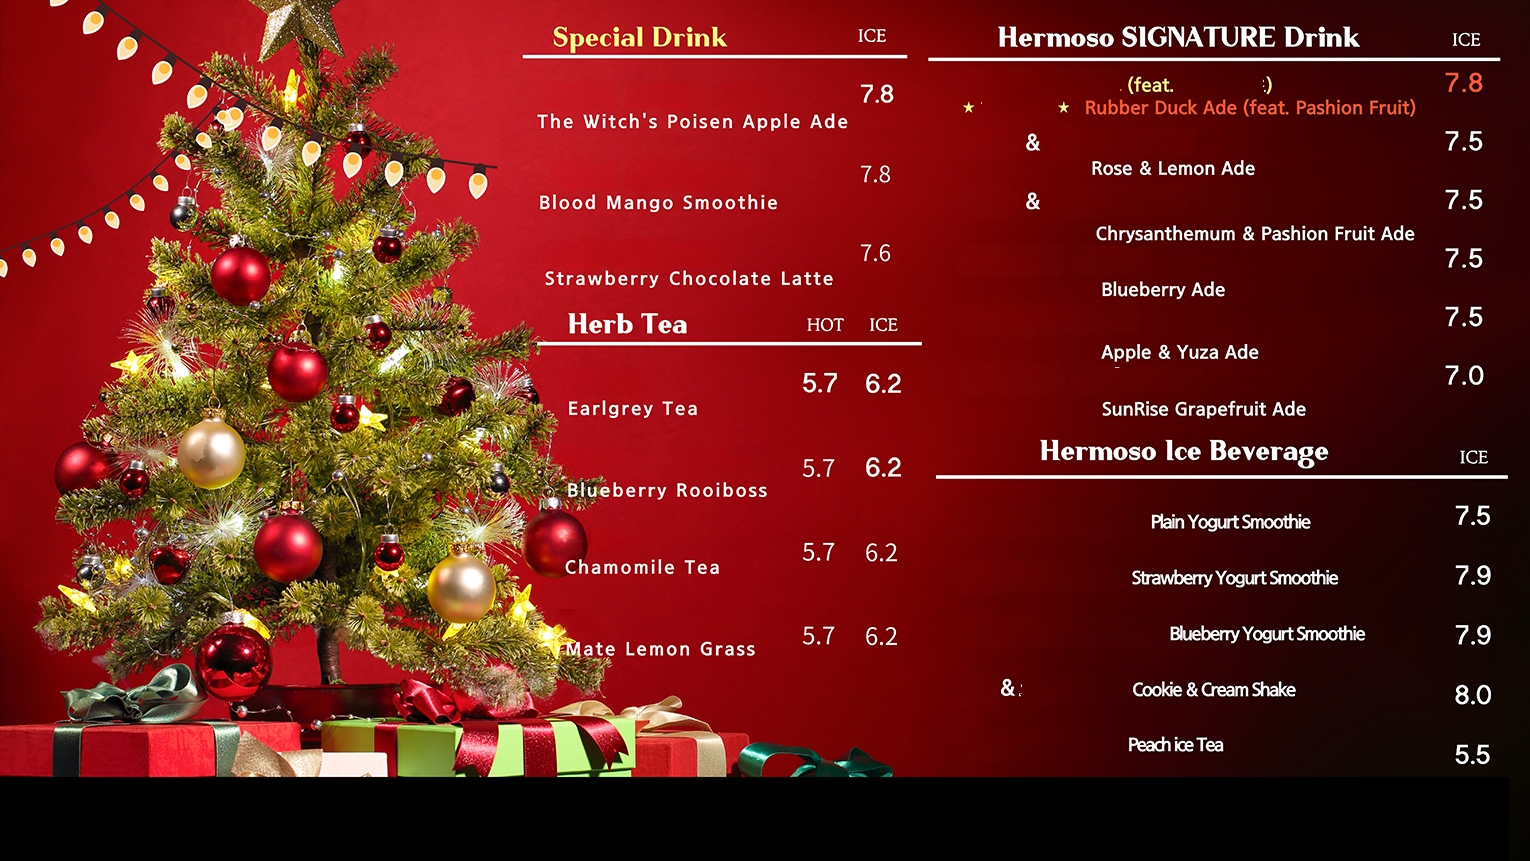 Special Drink ICE
7.8
The Witch's Poisen Apple Ade
7.8
Blood Mango Smoothie
7.6
Strawberry Chocolate Latte
Herb Tea HOT ICE
5.7 6.2
Earlgrey Tea
5.7 6.2
Blueberry Rooiboss
5.7 6.2
Chamomile Tea
5.7 6.2
Mate Lemon Grass
Hermoso SIGNATURE Drink ICE
(feat. ) 7.8
★ ★ Rubber Duck Ade (feat. Pashion Fruit)
& 7.5
Rose & Lemon Ade
& 7.5
Chrysanthemum & Pashion Fruit Ade
7.5
Blueberry Ade
7.5
Apple & Yuza Ade
7.0
SunRise Grapefruit Ade
Hermoso Ice Beverage ICE
Plain Yogurt Smoothie 7.5
Strawberry Yogurt Smoothie 7.9
Blueberry Yogurt Smoothie 7.9
& Cookie & Cream Shake 8.0
Peach ice Tea 5.5